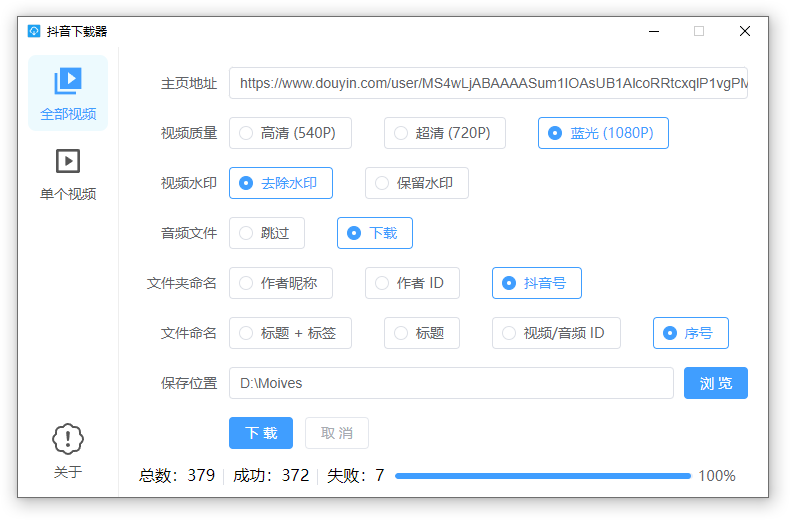 抖音下载器
全部视频
单个视频
关于
主页地址 https://www.douyin.com/user/MS4wLjABAAAASum1IOAsUB1AlcoRRtcxqlP1vgPM
视频质量 高清 (540P) 超清 (720P) 蓝光 (1080P)
视频水印 去除水印 保留水印
音频文件 跳过 下载
文件夹命名 作者昵称 作者 ID 抖音号
文件命名 标题 + 标签 标题 视频/音频 ID 序号
保存位置 D:\Moives 浏 览
下 载 取 消
总数：379 成功：372 失败：7 100%